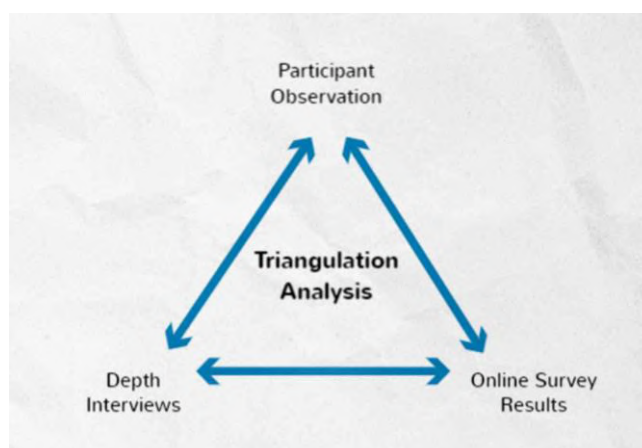 Participant
Observation
Triangulation
Analysis
Depth
Interviews
Online Survey
Results